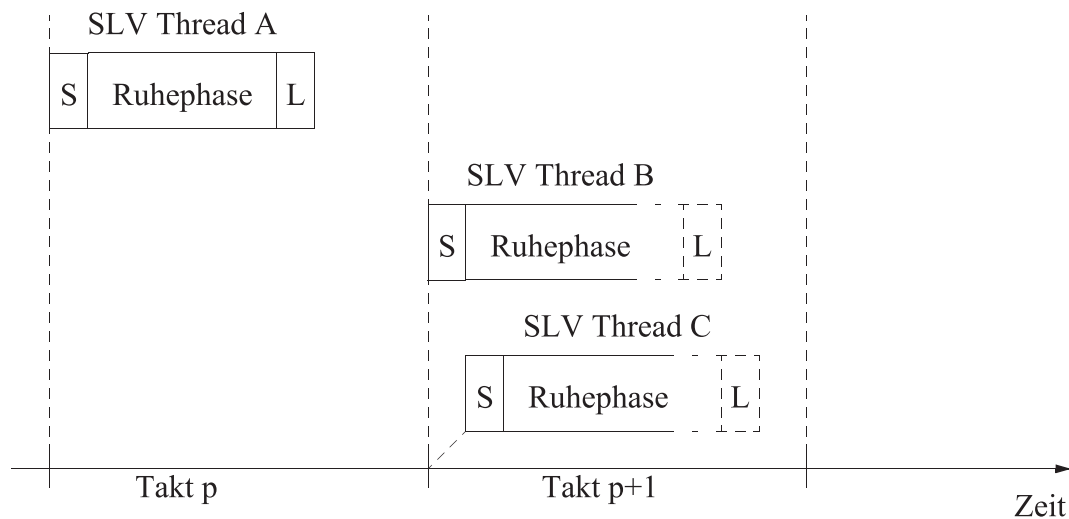 SLV Thread A
S Ruhephase L
SLV Thread B
S Ruhephase L
SLV Thread C
S Ruhephase L
Takt p Takt p+1
Zeit